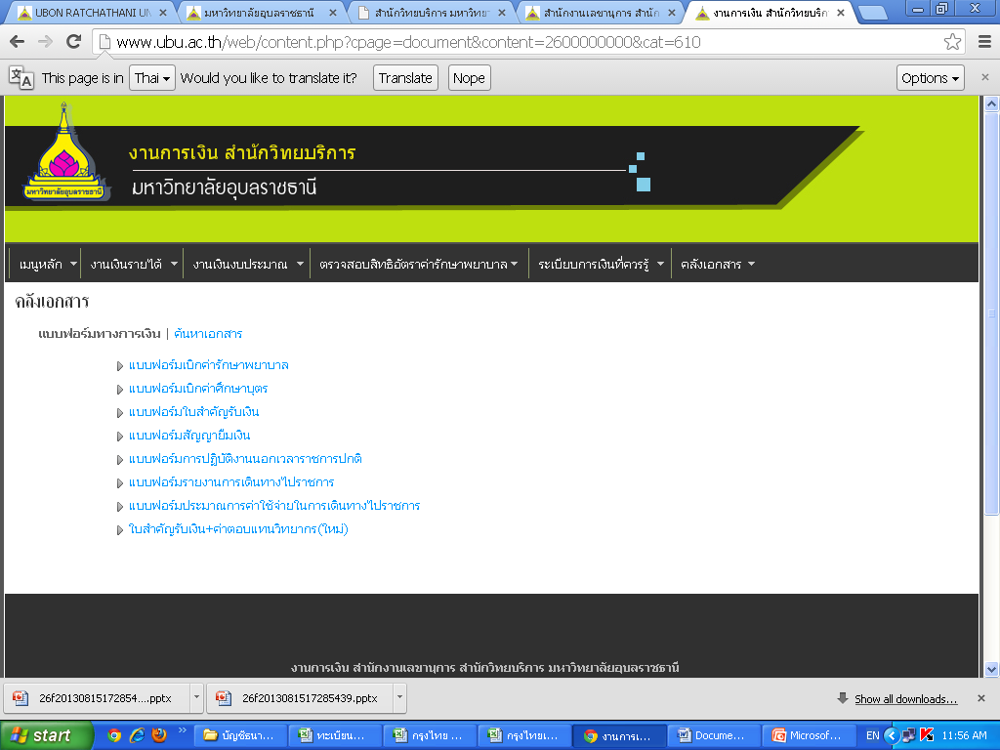 UBON RATCHATHANI UN
มหาวิทยาลัยอุบลราชธานี
สำนักวิทยบริการ มหาวิทยา
สำนักงานเลขานุการ สำนัก
งานการเงิน สำนักวิทยบริก
www.ubu.ac.th/web/content.php?cpage=document&content=2600000000&cat=610
This page is in Thai Would you like to translate it? Translate Nope Options
งานการเงิน สำนักวิทยบริการ
มหาวิทยาลัยอุบลราชธานี
มหาวิทยาลัยอุบลราชธานี
เมนูหลัก งานเงินรายได้ งานเงินงบประมาณ ตรวจสอบสิทธิอัตราค่ารักษาพยาบาล ระเบียบการเงินที่ควรรู้ คลังเอกสาร
คลังเอกสาร
แบบฟอร์มทางการเงิน | ค้นหาเอกสาร
แบบฟอร์มเบิกค่ารักษาพยาบาล
แบบฟอร์มเบิกค่าศึกษาบุตร
แบบฟอร์มใบสำคัญรับเงิน
แบบฟอร์มสัญญายืมเงิน
แบบฟอร์มการปฏิบัติงานนอกเวลาราชการปกติ
แบบฟอร์มรายงานการเดินทางไปราชการ
แบบฟอร์มประมาณการค่าใช้จ่ายในการเดินทางไปราชการ
ใบสำคัญรับเงิน+ค่าตอบแทนวิทยากร(ใหม่)
งานการเงิน สำนักงานเลขานุการ สำนักวิทยบริการ มหาวิทยาลัยอุบลราชธานี
26f20130815172854....pptx 26f2013081517285439.pptx Show all downloads...
start บัญชีธนา... ทะเบียน... กรุงไทย ... กรุงไทยเ... งานการเ... Docume... Microsof... EN 11:56 AM